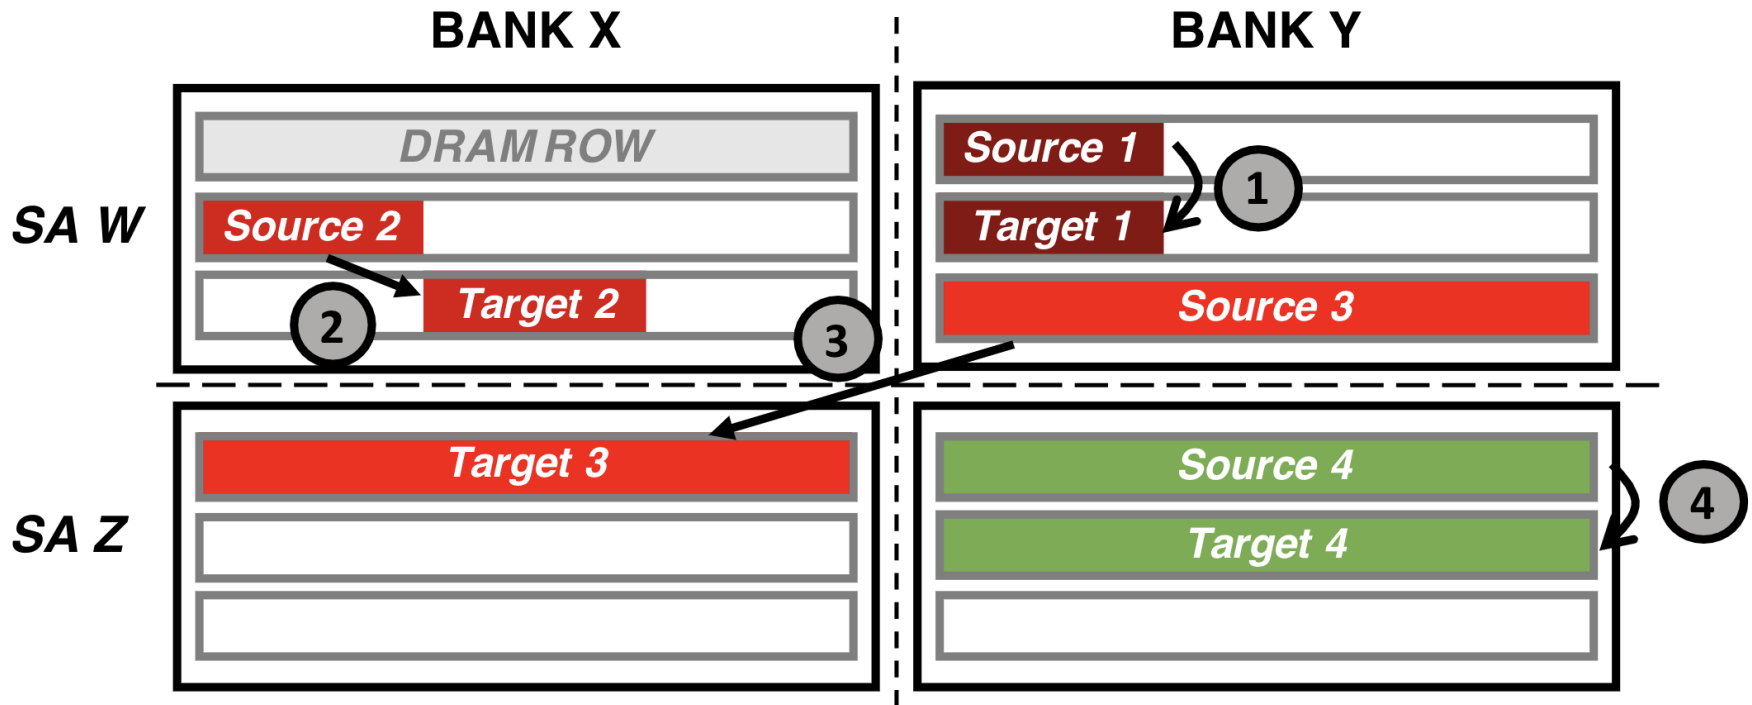 BANK X
BANK Y
SA W
DRAM ROW
Source 2
Target 2
2
3
Source 1
Target 1
1
Source 3
SA Z
Target 3
Source 4
Target 4
4